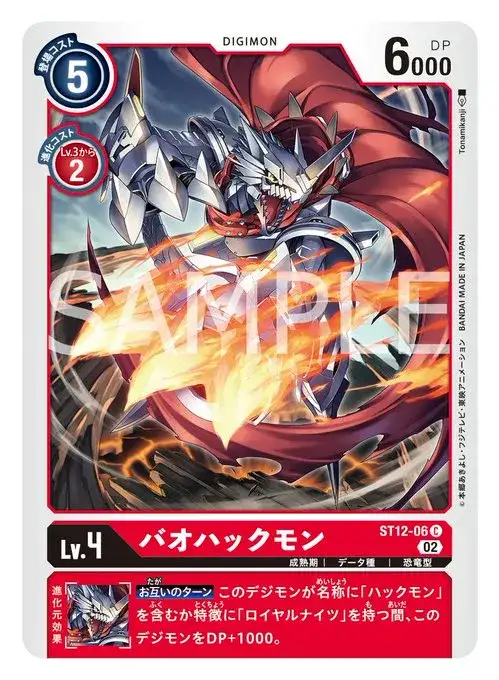 登場コスト
5
DIGIMON
6000
DP
進化コスト
Lv.3から
2
Tonamikanji
SAMPLE
© 本郷あきよし・フジテレビ・東映アニメーション BANDAI MADE IN JAPAN
Lv.4
バオハックモン
ST12-06 C
02
成熟期 | データ種 | 恐竜型
進化元効果
お互いのターン このデジモンが名称に「ハックモン」
を含むか特徴に「ロイヤルナイツ」を持つ間、この
デジモンをDP+1000。